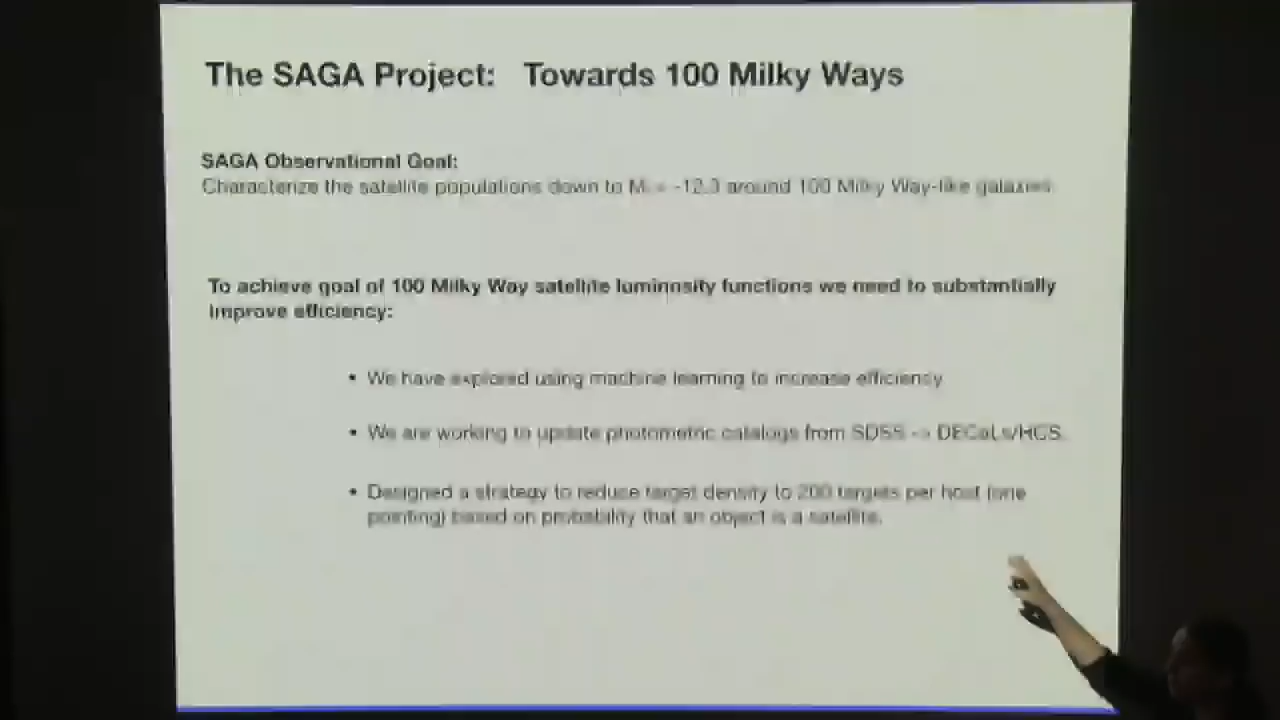 The SAGA Project: Towards 100 Milky Ways
SAGA Observational Goal:
Characterize the satellite populations down to -12.3 around 100 Milky Way-like galaxies
To achieve goal of 100 Milky Way satellite luminosity functions we need to substantially
improve efficiency:
• We have explored using machine learning to increase efficiency
• We are working to update photometric catalogs from SDSS -> DECaLs/HCS.
• Designed a strategy to reduce target density to 200 targets per host (one
pointing) based on probability that an object is a satellite.